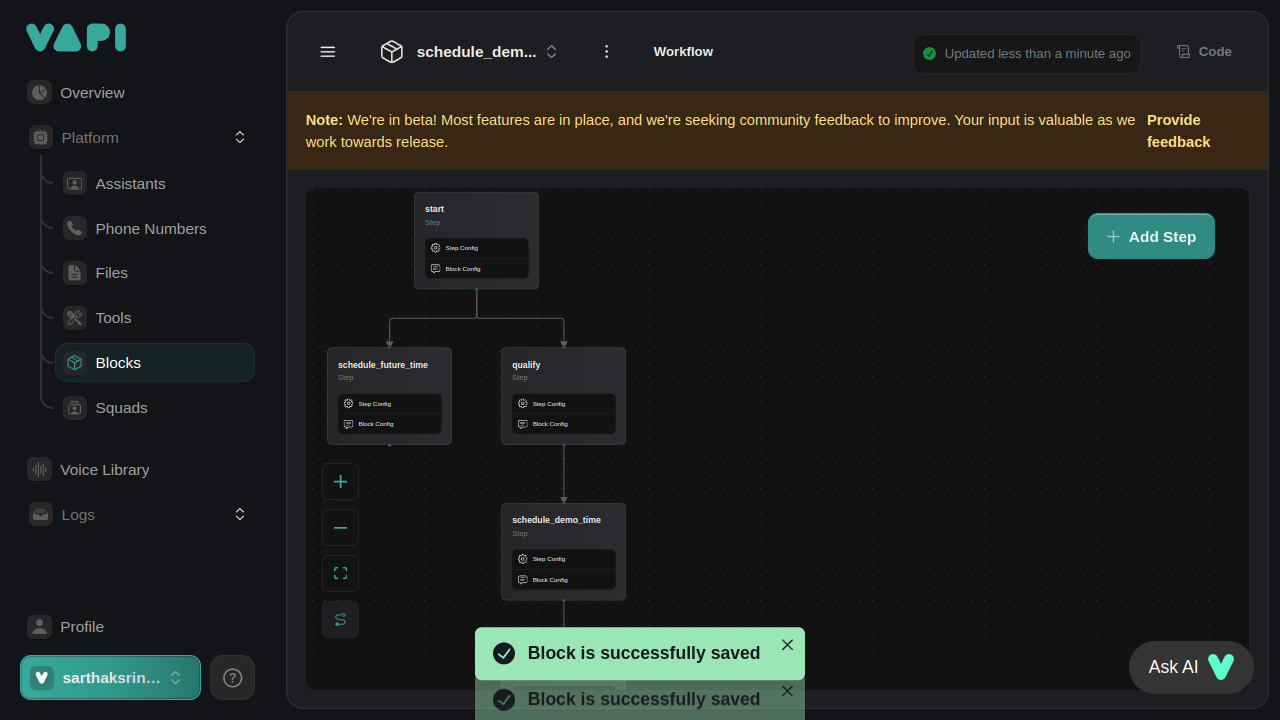 VAPI
Overview
Platform
Assistants
Phone Numbers
Files
Tools
Blocks
Squads
Voice Library
Logs
Profile
sarthaksrin...
schedule_dem...
Workflow
Updated less than a minute ago
Code
Note: We're in beta! Most features are in place, and we're seeking community feedback to improve. Your input is valuable as we
work towards release.
Provide
feedback
Add Step
start
Step
Step Config
Block Config
schedule_future_time
Step
Step Config
Block Config
qualify
Step
Step Config
Block Config
schedule_demo_time
Step
Step Config
Block Config
Block is successfully saved
Block is successfully saved
Ask AI